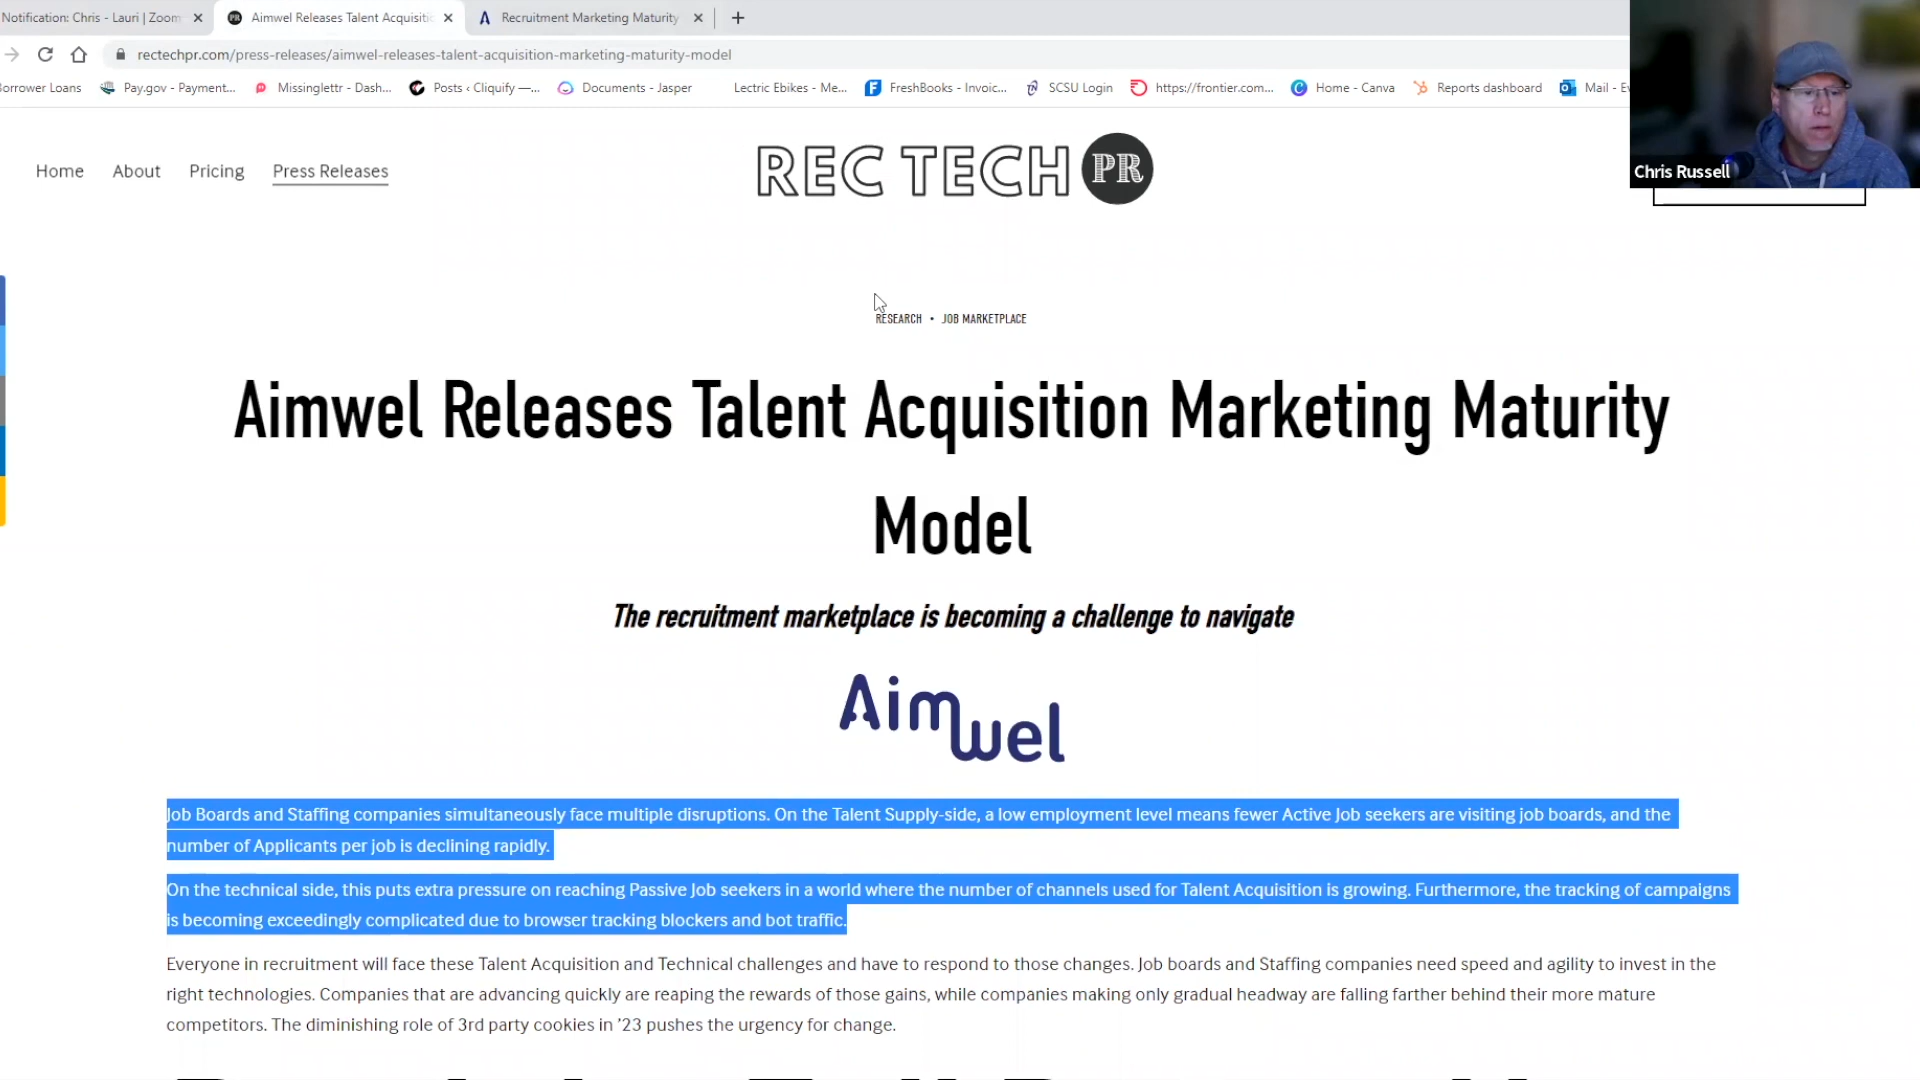 Notification: Chris - Lauri | Zoom
Aimwel Releases Talent Acquisiti
Recruitment Marketing Maturity
rectechpr.com/press-releases/aimwel-releases-talent-acquisition-marketing-maturity-model
orrower Loans Pay.gov - Payment... Missinglettr - Dash... Posts ‹ Cliquify —... Documents - Jasper Lectric Ebikes - Me... FreshBooks - Invoic... SCSU Login https://frontier.com... Home - Canva Reports dashboard Mail - E
Chris Russell
Home About Pricing Press Releases
REC TECH PR
RESEARCH • JOB MARKETPLACE
Aimwel Releases Talent Acquisition Marketing Maturity
Model
The recruitment marketplace is becoming a challenge to navigate
Aimwel
Job Boards and Staffing companies simultaneously face multiple disruptions. On the Talent Supply-side, a low employment level means fewer Active Job seekers are visiting job boards, and the
number of Applicants per job is declining rapidly.
On the technical side, this puts extra pressure on reaching Passive Job seekers in a world where the number of channels used for Talent Acquisition is growing. Furthermore, the tracking of campaigns
is becoming exceedingly complicated due to browser tracking blockers and bot traffic.
Everyone in recruitment will face these Talent Acquisition and Technical challenges and have to respond to those changes. Job boards and Staffing companies need speed and agility to invest in the
right technologies. Companies that are advancing quickly are reaping the rewards of those gains, while companies making only gradual headway are falling farther behind their more mature
competitors. The diminishing role of 3rd party cookies in ’23 pushes the urgency for change.